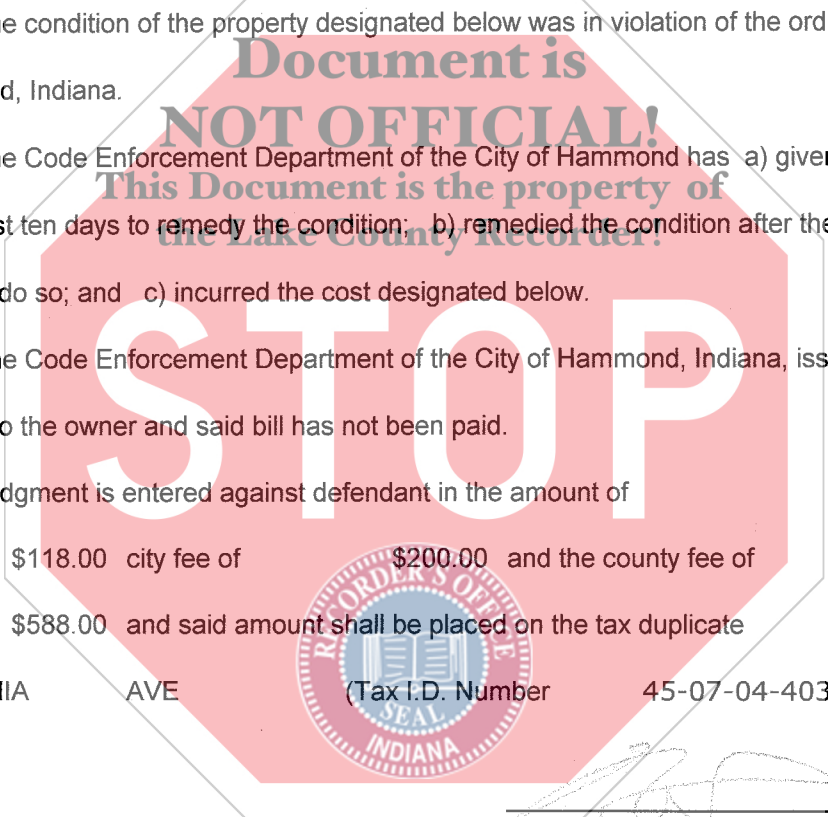 e condition of the property designated below was in violation of the ord
Document is
d, Indiana.
NOT OFFICIAL!
e Code Enforcement Department of the City of Hammond has a) given
This Document is the property of
st ten days to remedy the condition; b) remedied the condition after the
the Lake County Recorder!
do so; and c) incurred the cost designated below.
STOP
e Code Enforcement Department of the City of Hammond, Indiana, iss
o the owner and said bill has not been paid.
dgment is entered against defendant in the amount of
$118.00 city fee of $200.00 and the county fee of
$588.00 and said amount shall be placed on the tax duplicate
IA AVE (Tax I.D. Number 45-07-04-403
RECORDER'S OFFICE
SEAL
INDIANA